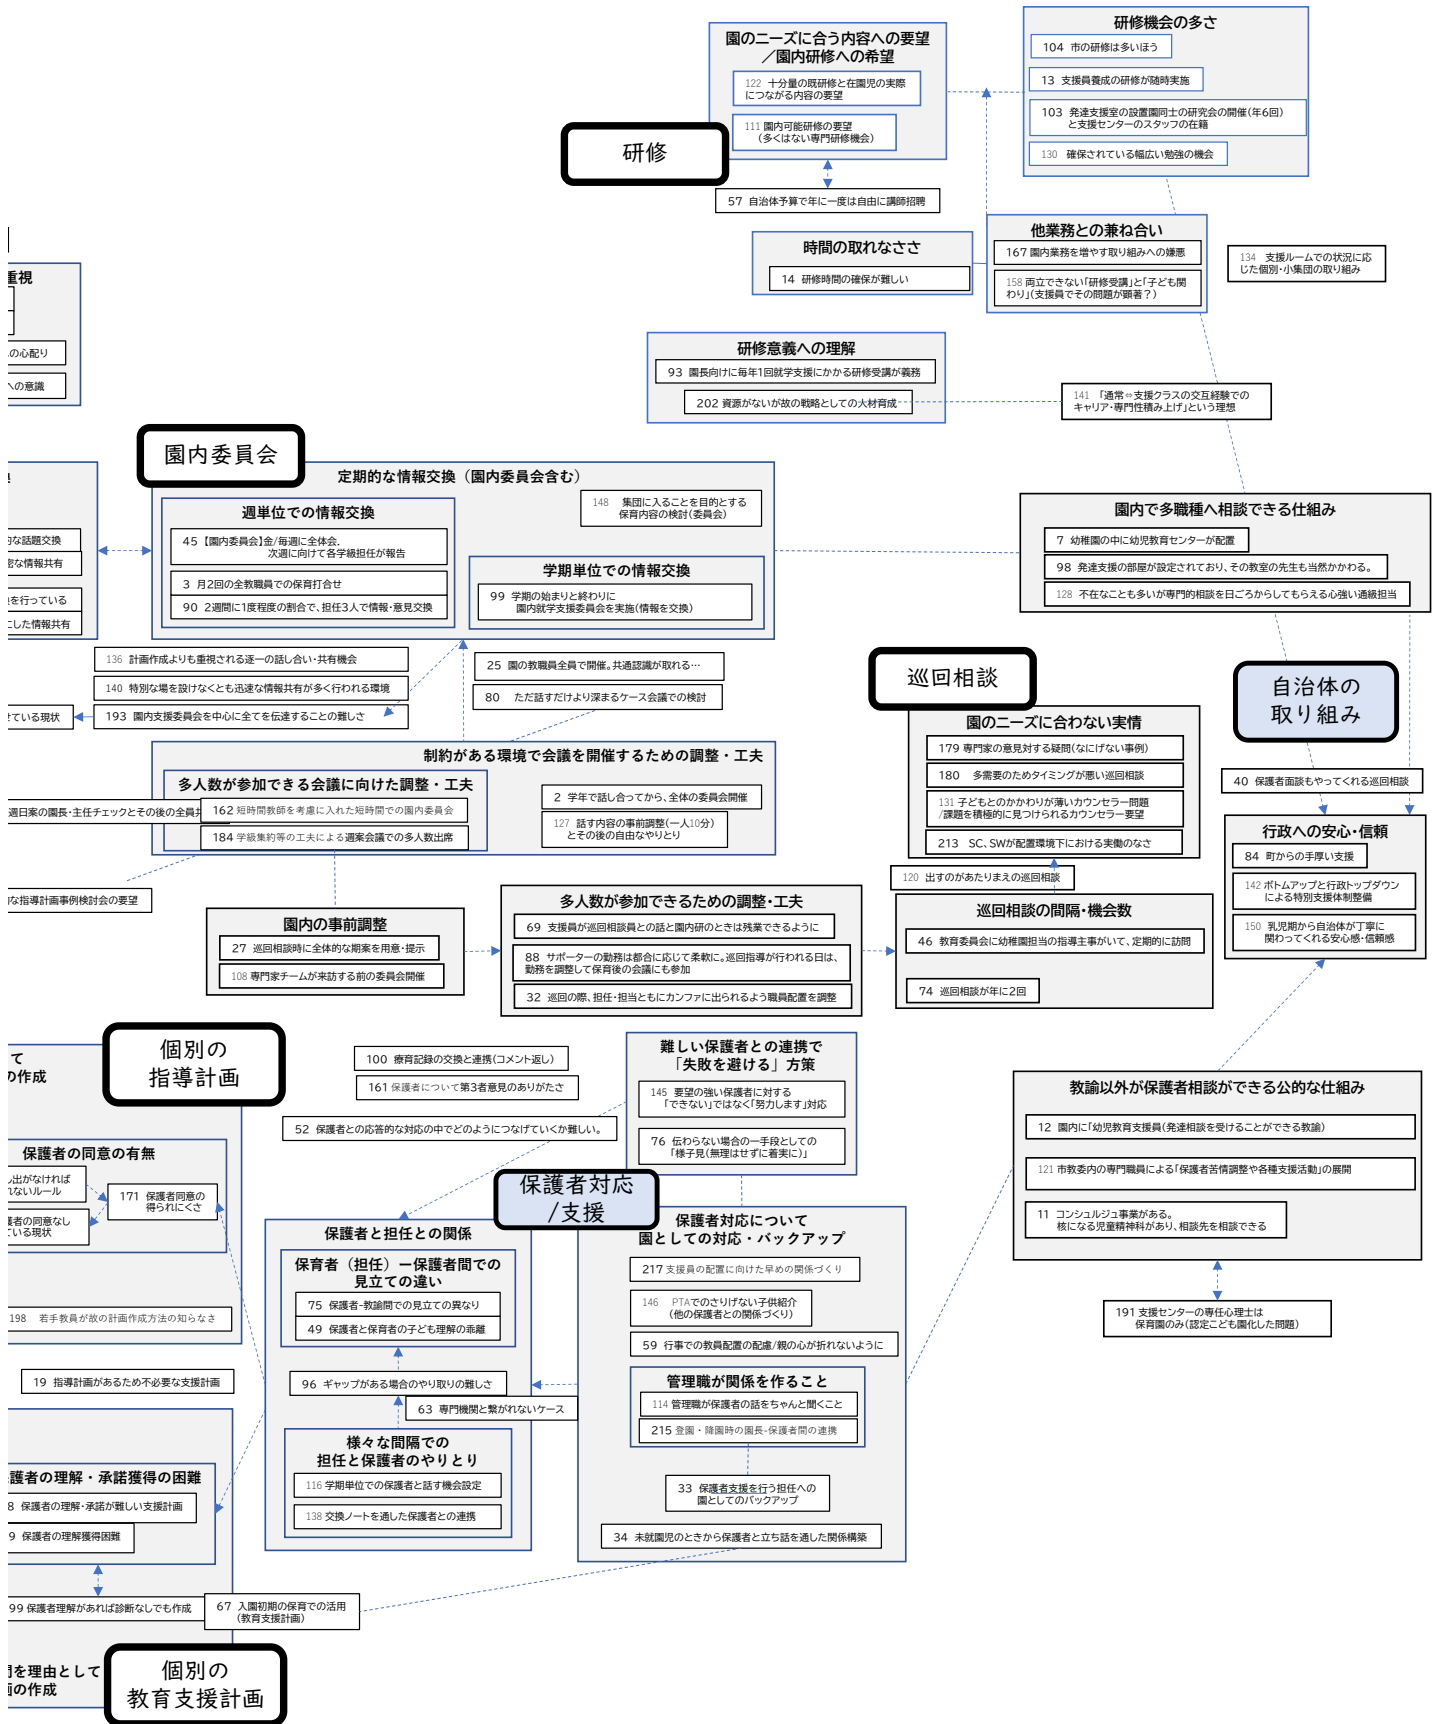 園のニーズに合う内容への要望
／園内研修への希望
122 十分量の既研修と在園児の実際
につながる内容の要望
111 園内可能研修の要望
（多くはない専門研修機会）
研修
57 自治体予算で年に一度は自由に講師招聘
研修機会の多さ
104 市の研修は多いほう
13 支援員養成の研修が随時実施
103 発達支援室の設置園同士の研究会の開催(年6回)
と支援センターのスタッフの在籍
130 確保されている幅広い勉強の機会
時間の取れなささ
14 研修時間の確保が難しい
他業務との兼ね合い
167 園内業務を増やす取り組みへの嫌悪
158 両立できない「研修受講」と「子ども関
わり」(支援員でその問題が顕著？)
134 支援ルームでの状況に応
じた個別・小集団の取り組み
重視
の心配り
への意識
研修意義への理解
93 園長向けに毎年1回就学支援にかかる研修受講が義務
202 資源がないが故の戦略としての人材育成
141 「通常⇔支援クラスの交互経験での
キャリア・専門性積み上げ」という理想
園内委員会
定期的な情報交換（園内委員会含む）
148 集団に入ることを目的とする
保育内容の検討(委員会)
週単位での情報交換
45 【園内委員会】金/毎週に全体会、
次週に向けて各学級担任が報告
3 月2回の全教職員での保育打合せ
90 2週間に1度程度の割合で、担任3人で情報・意見交換
学期単位での情報交換
99 学期の始まりと終わりに
園内就学支援委員会を実施(情報を交換)
的な話題交換
密な情報共有
を行っている
にした情報共有
園内で多職種へ相談できる仕組み
7 幼稚園の中に幼児教育センターが配置
98 発達支援の部屋が設定されており、その教室の先生も当然かかわる。
128 不在なことも多いが専門的相談を日ごろからしてもらえる心強い通級担当
136 計画作成よりも重視される逐一の話し合い・共有機会
140 特別な場を設けなくとも迅速な情報共有が多く行われる環境
193 園内支援委員会を中心に全てを伝達することの難しさ
せている現状
25 園の教職員全員で開催。共通認識が取れる…
80 ただ話すだけより深まるケース会議での検討
制約がある環境で会議を開催するための調整・工夫
多人数が参加できる会議に向けた調整・工夫
162 短時間教師を考慮に入れた短時間での園内委員会
184 学級集約等の工夫による週案会議での多人数出席
2 学年で話し合ってから、全体の委員会開催
127 話す内容の事前調整(一人10分)
とその後の自由なやりとり
週日案の園長・主任チェックとその後の全員共
な指導計画事例検討会の要望
巡回相談
園のニーズに合わない実情
179 専門家の意見対する疑問(なにげない事例)
180 多需要のためタイミングが悪い巡回相談
131 子どもとのかかわりが薄いカウンセラー問題
/課題を積極的に見つけられるカウンセラー要望
213 SC、SWが配置環境下における実働のなさ
120 出すのがあたりまえの巡回相談
巡回相談の間隔・機会数
46 教育委員会に幼稚園担当の指導主事がいて、定期的に訪問
74 巡回相談が年に2回
自治体の
取り組み
40 保護者面談もやってくれる巡回相談
行政への安心・信頼
84 町からの手厚い支援
142 ボトムアップと行政トップダウン
による特別支援体制整備
150 乳児期から自治体が丁寧に
関わってくれる安心感・信頼感
園内の事前調整
27 巡回相談時に全体的な期案を用意・提示
108 専門家チームが来訪する前の委員会開催
多人数が参加できるための調整・工夫
69 支援員が巡回相談員との話と園内研のときは残業できるように
88 サポーターの勤務は都合に応じて柔軟に。巡回指導が行われる日は、
勤務を調整して保育後の会議にも参加
32 巡回の際、担任・担当ともにカンファに出られるよう職員配置を調整
個別の
指導計画
て
の作成
保護者の同意の有無
し出がなければ
れないルール
171 保護者同意の
得られにくさ
護者の同意なし
ている現状
198 若手教員が故の計画作成方法の知らなさ
19 指導計画があるため不必要な支援計画
100 療育記録の交換と連携(コメント返し)
161 保護者について第3者意見のありがたさ
52 保護者との応答的な対応の中でどのようにつなげていくか難しい。
難しい保護者との連携で
「失敗を避ける」方策
145 要望の強い保護者に対する
「できない」ではなく「努力します」対応
76 伝わらない場合の一手段としての
「様子見(無理はせずに着実に)」
教諭以外が保護者相談ができる公的な仕組み
12 園内に「幼児教育支援員(発達相談を受けることができる教諭)
121 市教委内の専門職員による「保護者苦情調整や各種支援活動」の展開
11 コンシュルジュ事業がある。
核になる児童精神科があり、相談先を相談できる
191 支援センターの専任心理士は
保育園のみ(認定こども園化した問題)
保護者対応
/支援
保護者と担任との関係
保育者（担任）ー保護者間での
見立ての違い
75 保護者-教諭間での見立ての異なり
49 保護者と保育者の子ども理解の乖離
96 ギャップがある場合のやり取りの難しさ
63 専門機関と繋がれないケース
様々な間隔での
担任と保護者のやりとり
116 学期単位での保護者と話す機会設定
138 交換ノートを通した保護者との連携
保護者対応について
園としての対応・バックアップ
217 支援員の配置に向けた早めの関係づくり
146 PTAでのさりげない子供紹介
（他の保護者との関係づくり）
59 行事での教員配置の配慮/親の心が折れないように
管理職が関係を作ること
114 管理職が保護者の話をちゃんと聞くこと
215 登園・降園時の園長-保護者間の連携
33 保護者支援を行う担任への
園としてのバックアップ
34 未就園児のときから保護者と立ち話を通した関係構築
護者の理解・承諾獲得の困難
8 保護者の理解・承諾が難しい支援計画
9 保護者の理解獲得困難
99 保護者理解があれば診断なしでも作成
67 入園初期の保育での活用
(教育支援計画)
を理由として
画の作成
個別の
教育支援計画